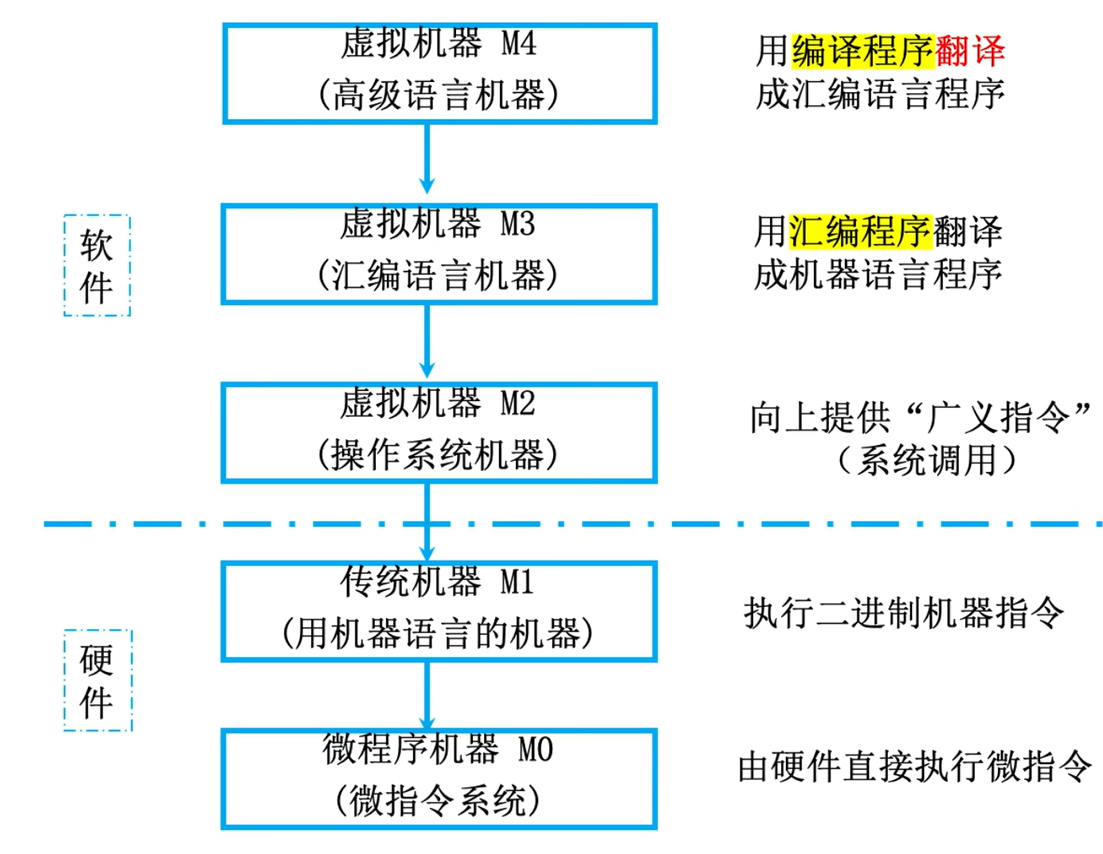 虚拟机器 M4
(高级语言机器)
用编译程序翻译
成汇编语言程序
软
件
虚拟机器 M3
(汇编语言机器)
用汇编程序翻译
成机器语言程序
虚拟机器 M2
(操作系统机器)
向上提供“广义指令”
（系统调用）
传统机器 M1
(用机器语言的机器)
执行二进制机器指令
硬
件
微程序机器 M0
(微指令系统)
由硬件直接执行微指令